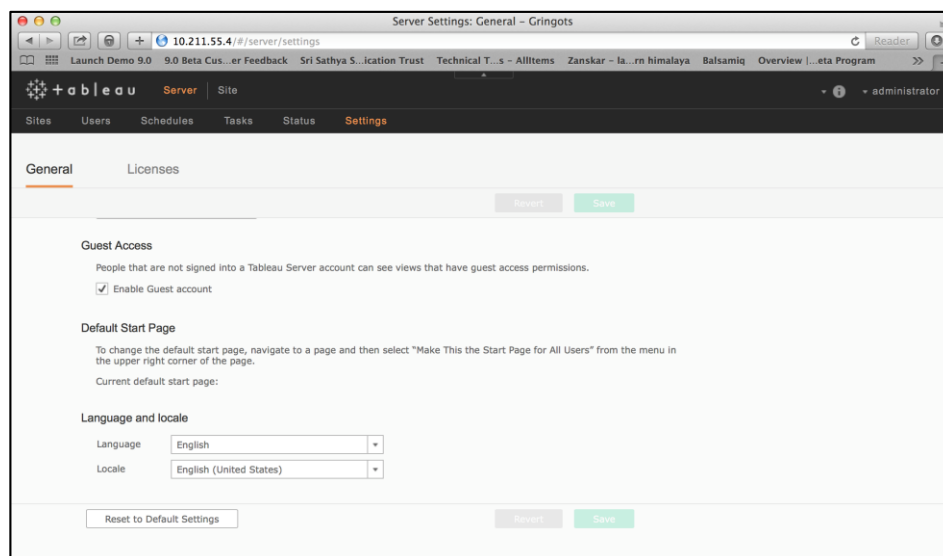 Server Settings: General – Gringots
10.211.55.4/#/server/settings
Reader
Launch Demo 9.0 9.0 Beta Cus...er Feedback Sri Sathya S...ication Trust Technical T...s – AllItems Zanskar – la...rn himalaya Balsamiq Overview |...eta Program >>
+ableau Server Site administrator
Sites Users Schedules Tasks Status Settings
General Licenses
Revert Save
Guest Access
People that are not signed into a Tableau Server account can see views that have guest access permissions.
Enable Guest account
Default Start Page
To change the default start page, navigate to a page and then select “Make This the Start Page for All Users” from the menu in
the upper right corner of the page.
Current default start page:
Language and locale
Language English
Locale English (United States)
Reset to Default Settings Revert Save